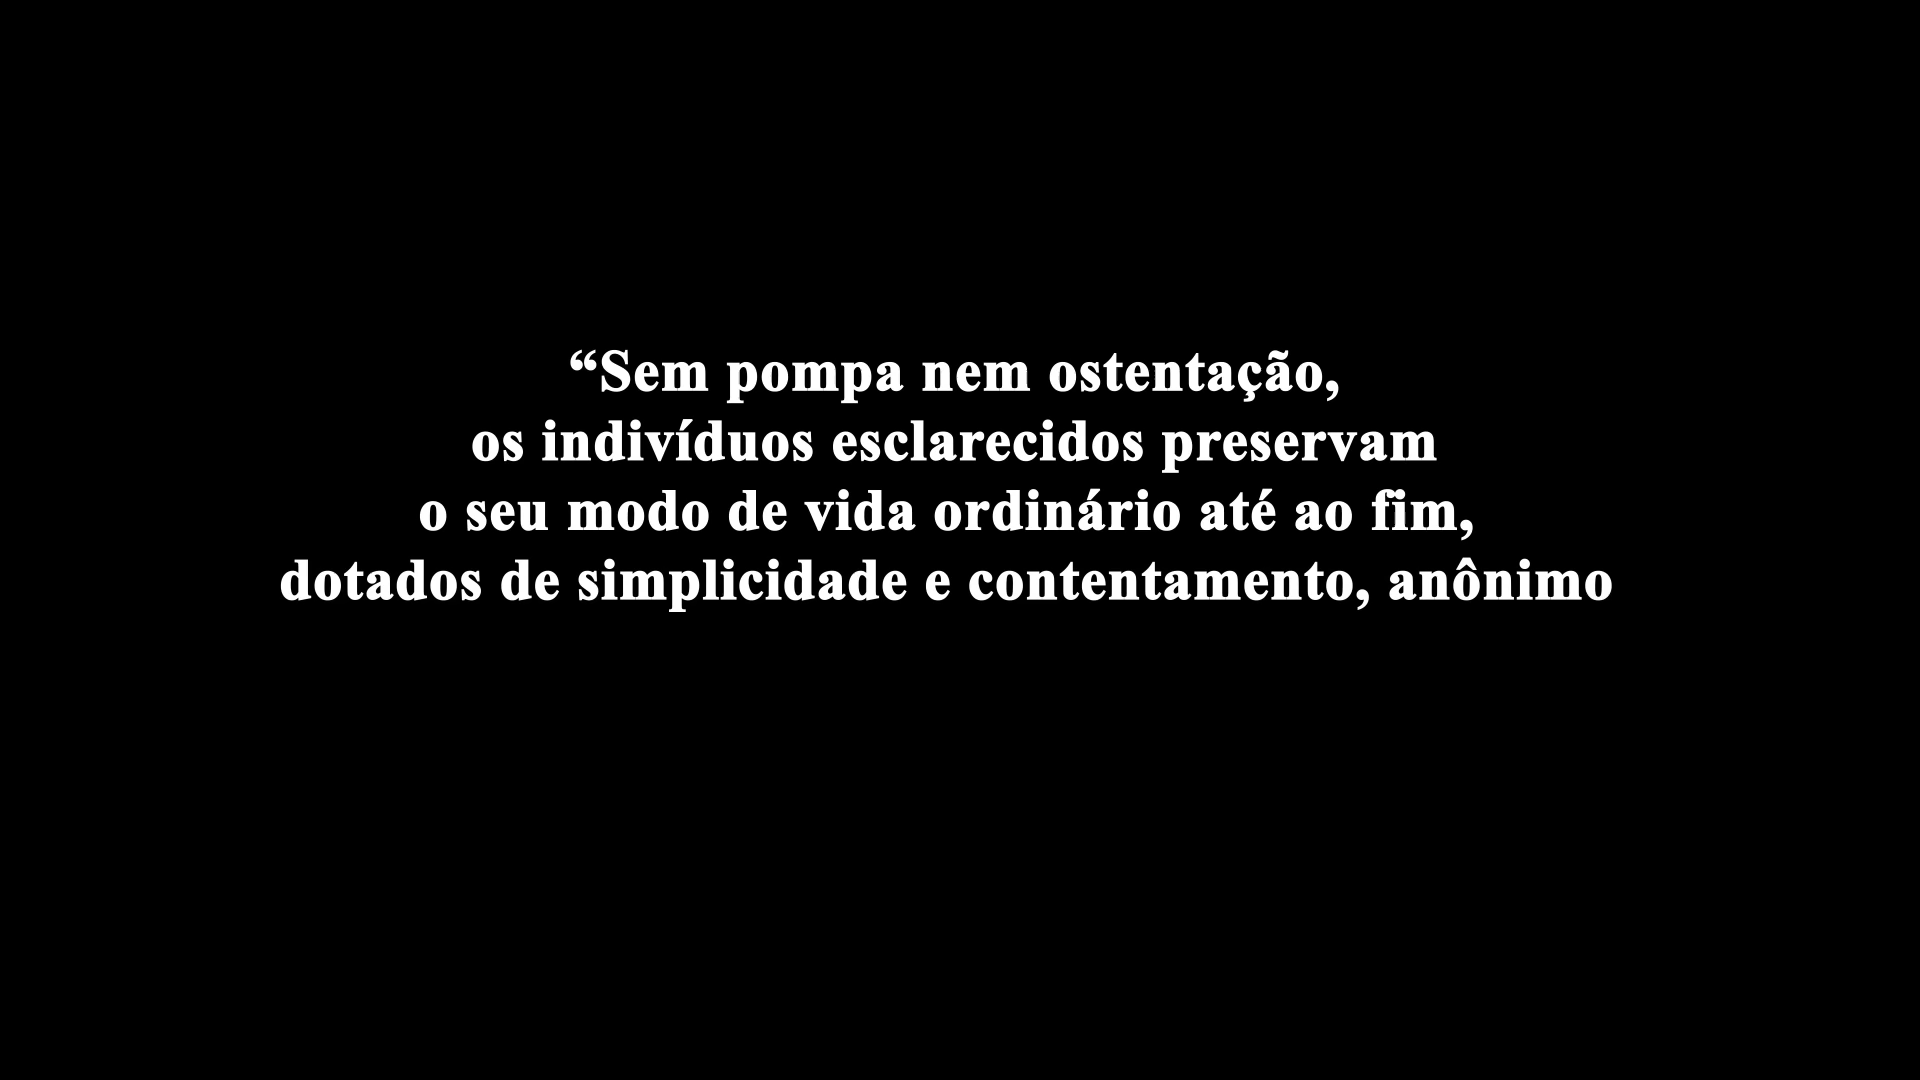 “Sem pompa nem ostentação,
os indivíduos esclarecidos preservam
o seu modo de vida ordinário até ao fim,
dotados de simplicidade e contentamento, anônimo